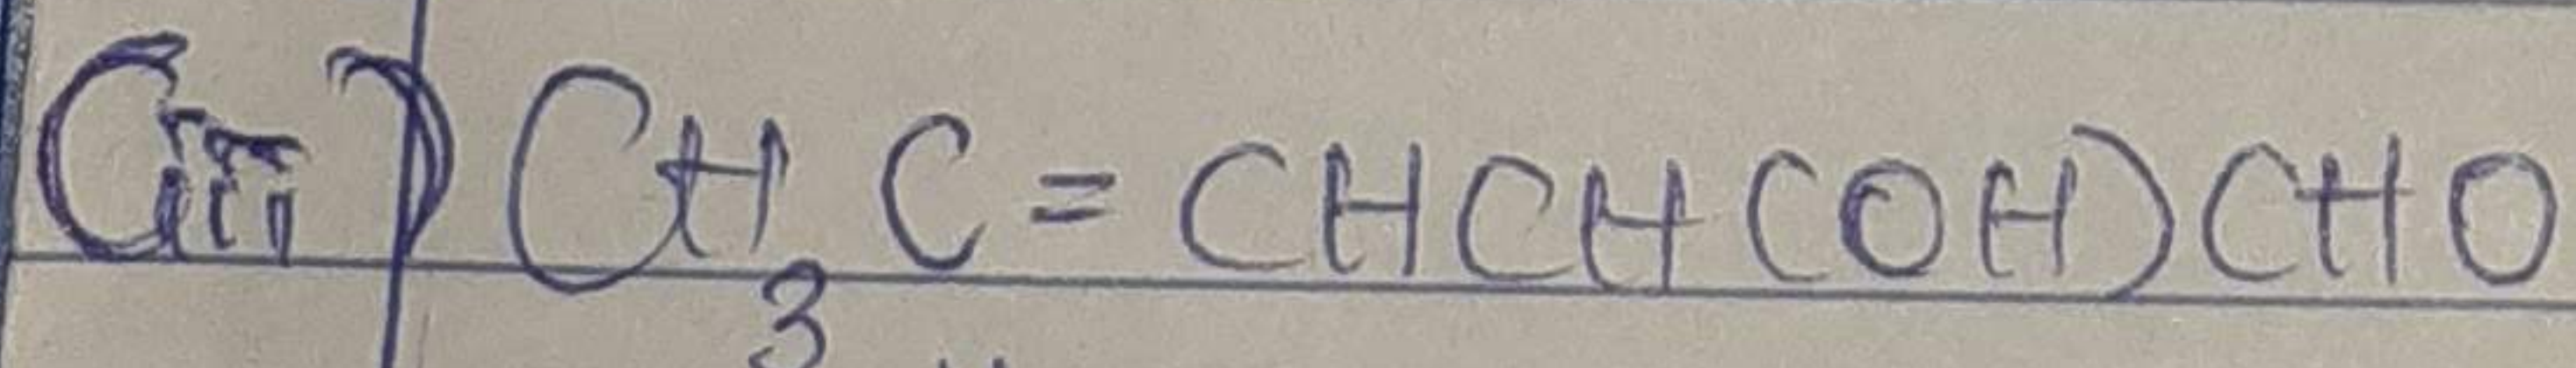 (iii) CH₃C=CHCH(OH)CHO